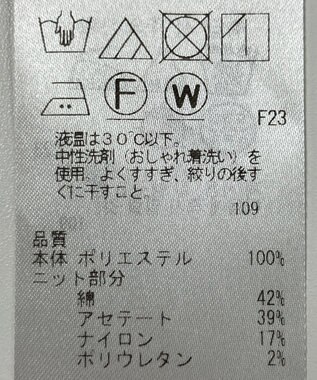 F W
F23
液温は30°C以下。
中性洗剤（おしゃれ着洗い）を
使用、よくすすぎ、絞りの後す
ぐに干すこと。
109
品質
本体 ポリエステル 100%
ニット部分
綿 42%
アセテート 39%
ナイロン 17%
ポリウレタン 2%